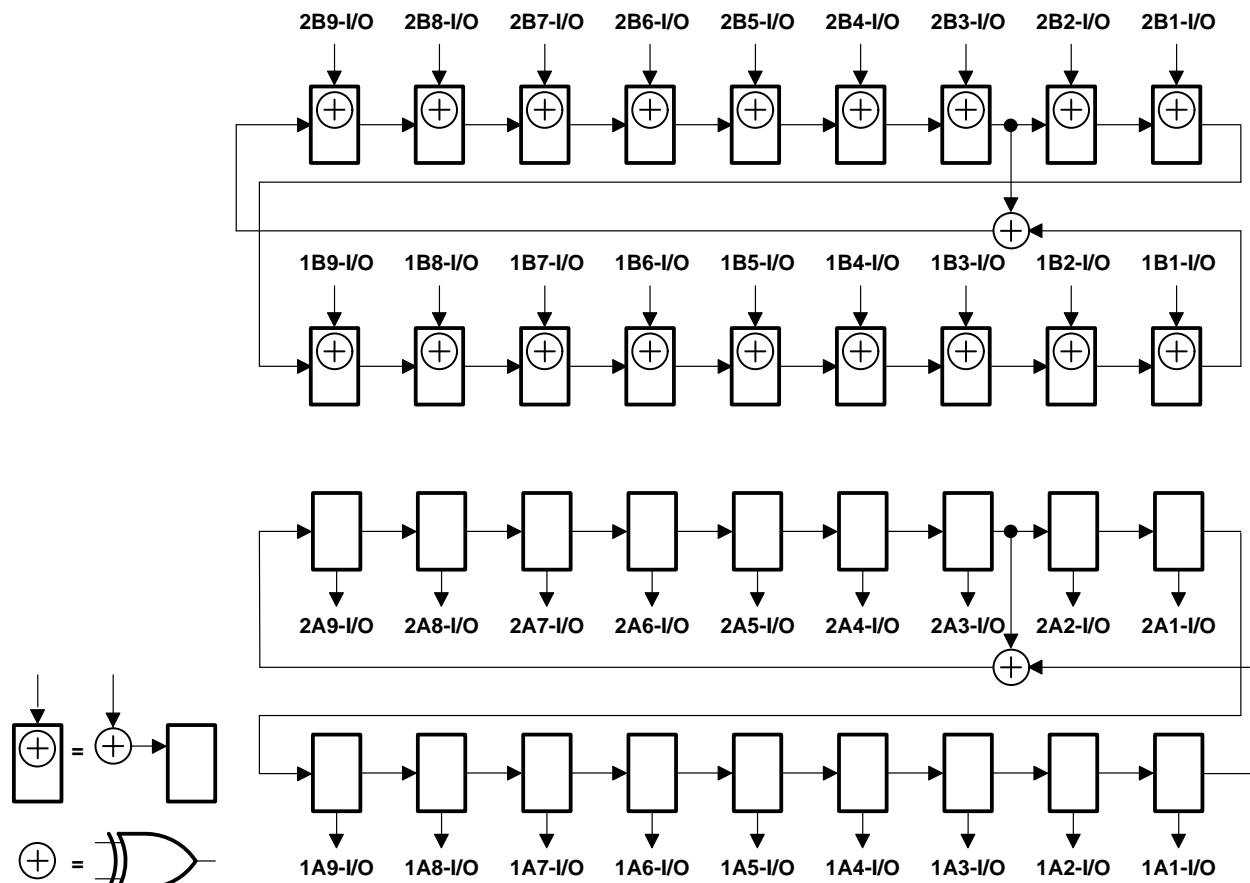 2B9-I/O 2B8-I/O 2B7-I/O 2B6-I/O 2B5-I/O 2B4-I/O 2B3-I/O 2B2-I/O 2B1-I/O
1B9-I/O 1B8-I/O 1B7-I/O 1B6-I/O 1B5-I/O 1B4-I/O 1B3-I/O 1B2-I/O 1B1-I/O
2A9-I/O 2A8-I/O 2A7-I/O 2A6-I/O 2A5-I/O 2A4-I/O 2A3-I/O 2A2-I/O 2A1-I/O
=
=
1A9-I/O 1A8-I/O 1A7-I/O 1A6-I/O 1A5-I/O 1A4-I/O 1A3-I/O 1A2-I/O 1A1-I/O